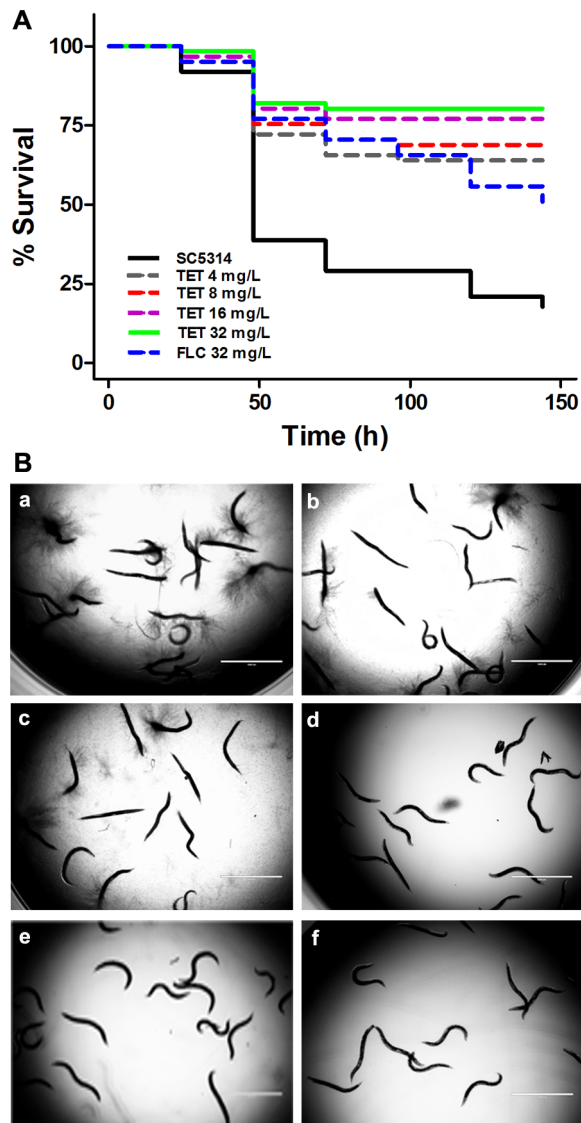 A
% Survival
100
75
50
25
0
SC5314
TET 4 mg/L
TET 8 mg/L
TET 16 mg/L
TET 32 mg/L
FLC 32 mg/L
0 50 100 150
Time (h)
B
a
b
c
d
e
f